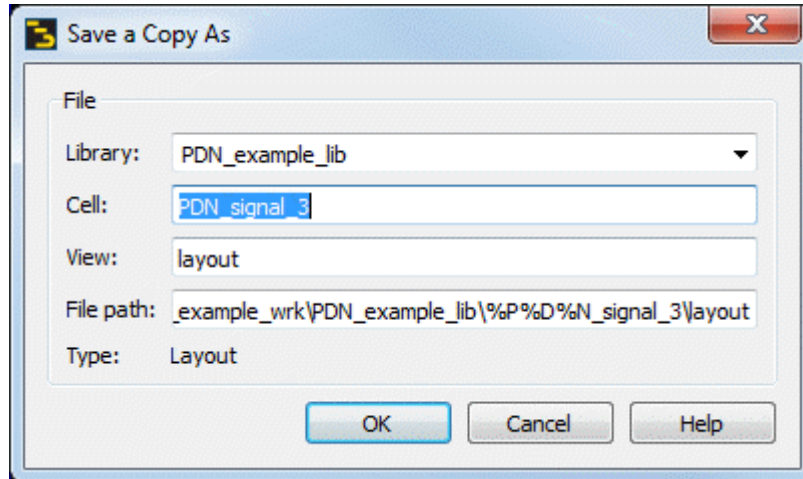 Save a Copy As
File
Library: PDN_example_lib
Cell: PDN_signal_3
View: layout
File path: _example_wrk\PDN_example_lib\%P%D%N_signal_3\layout
Type: Layout
OK Cancel Help